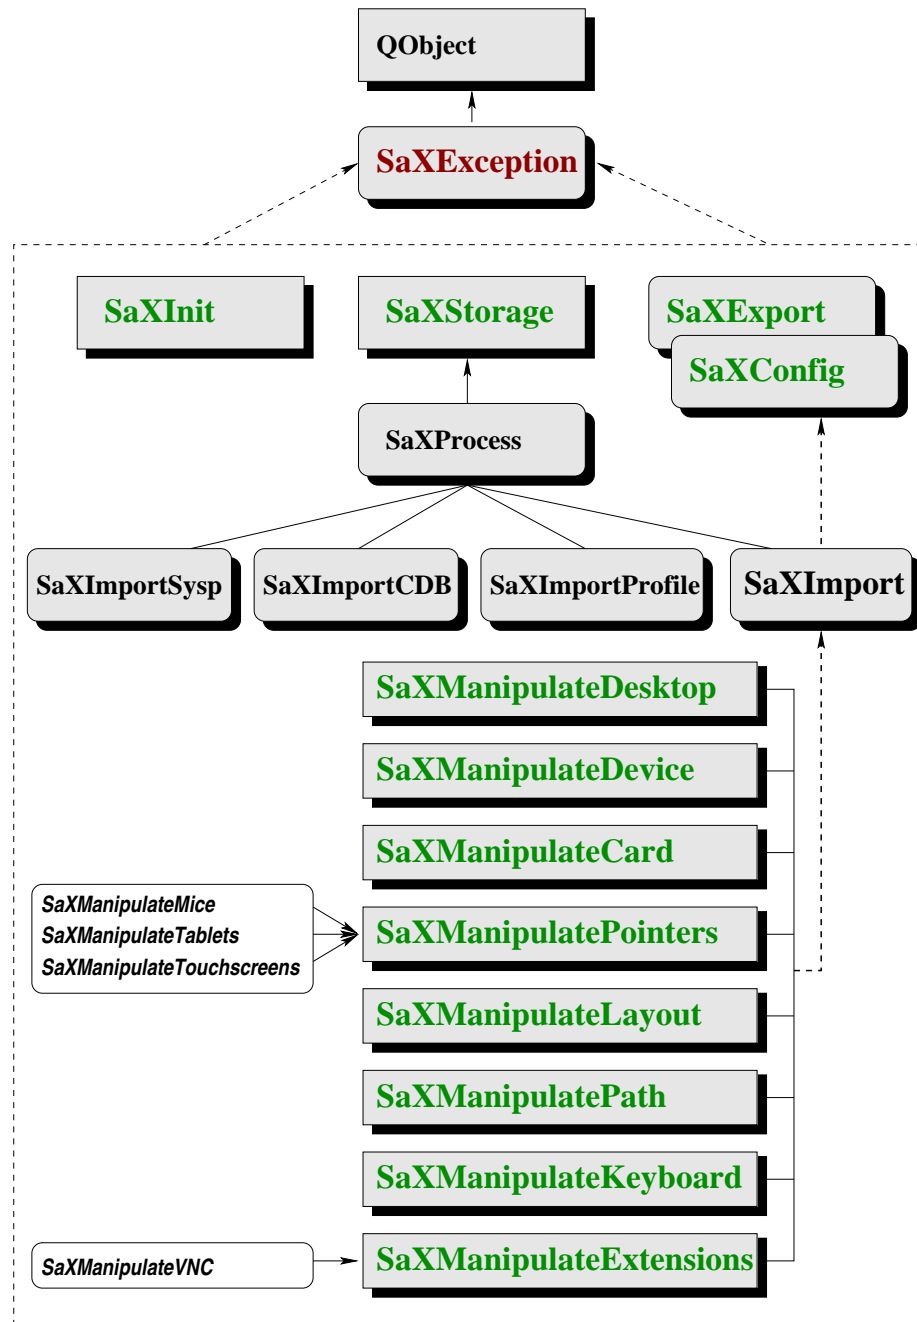 QObject
SaXException
SaXInit
SaXStorage
SaXExport
SaXConfig
SaXProcess
SaXImportSysp
SaXImportCDB
SaXImportProfile
SaXImport
SaXManipulateDesktop
SaXManipulateDevice
SaXManipulateCard
SaXManipulateMice
SaXManipulateTablets
SaXManipulateTouchscreens
SaXManipulatePointers
SaXManipulateLayout
SaXManipulatePath
SaXManipulateKeyboard
SaXManipulateVNC
SaXManipulateExtensions